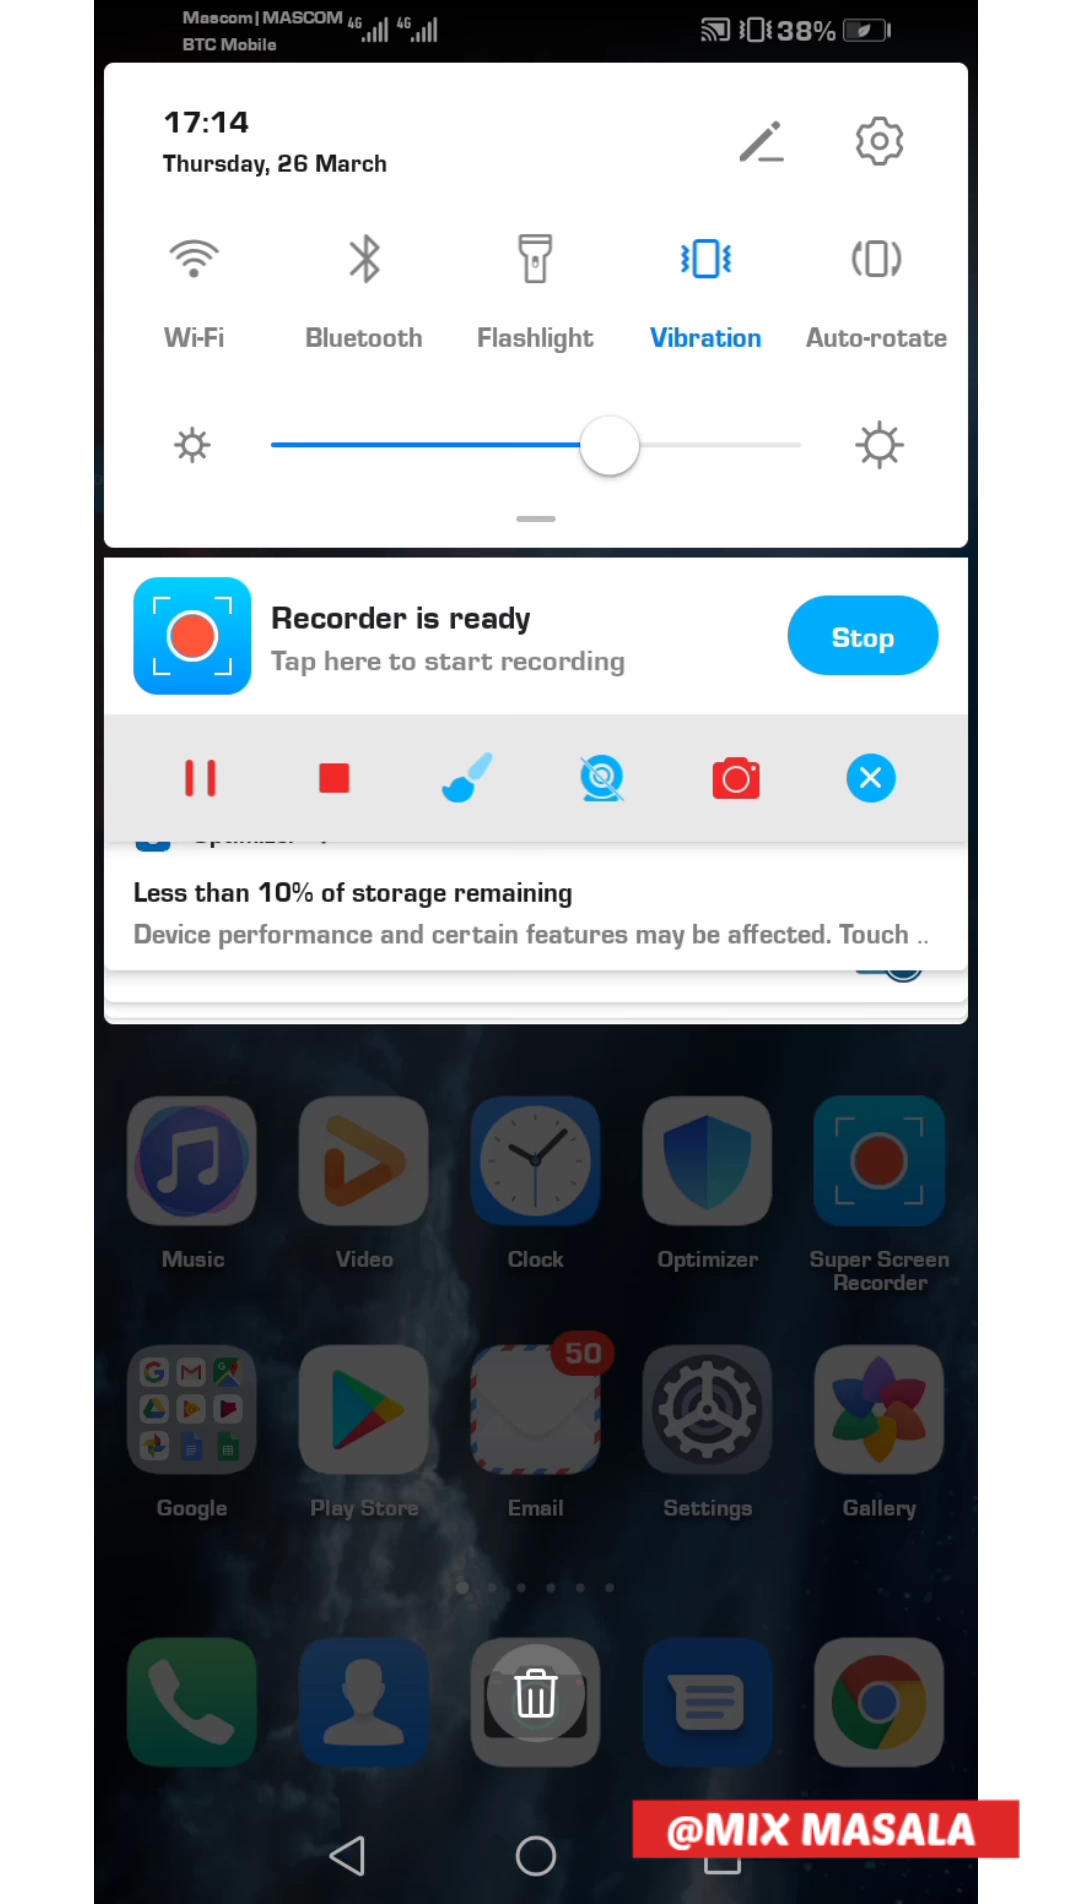 Mascom|MASCOM 4G 4G
BTC Mobile
38%
17:14
Thursday, 26 March
Wi-Fi Bluetooth Flashlight Vibration Auto-rotate
Recorder is ready
Tap here to start recording
Stop
Less than 10% of storage remaining
Device performance and certain features may be affected. Touch ..
Music Video Clock Optimizer Super Screen
Recorder
50
Google Play Store Email Settings Gallery
@MIX MASALA